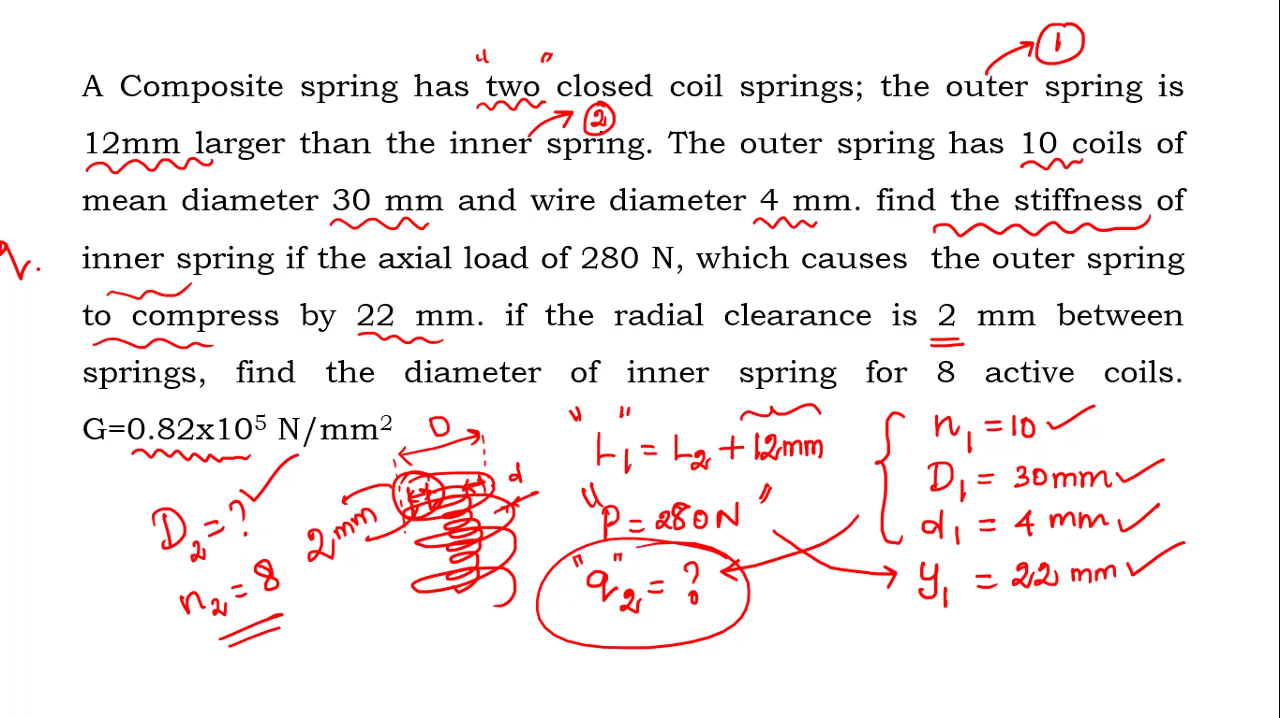 ①
A Composite spring has "two" closed coil springs; the outer spring is
②
12mm larger than the inner spring. The outer spring has 10 coils of
mean diameter 30 mm and wire diameter 4 mm. find the stiffness of
q. inner spring if the axial load of 280 N, which causes the outer spring
to compress by 22 mm. if the radial clearance is 2 mm between
springs, find the diameter of inner spring for 8 active coils.
G=0.82x10⁵ N/mm²
D
d
2mm
D₂ = ?
n₂ = 8
" L₁ " = L₂ + 12mm
" P = 280N "
" q₂ " = ?
n₁ = 10
D₁ = 30mm
d₁ = 4 mm
y₁ = 22 mm